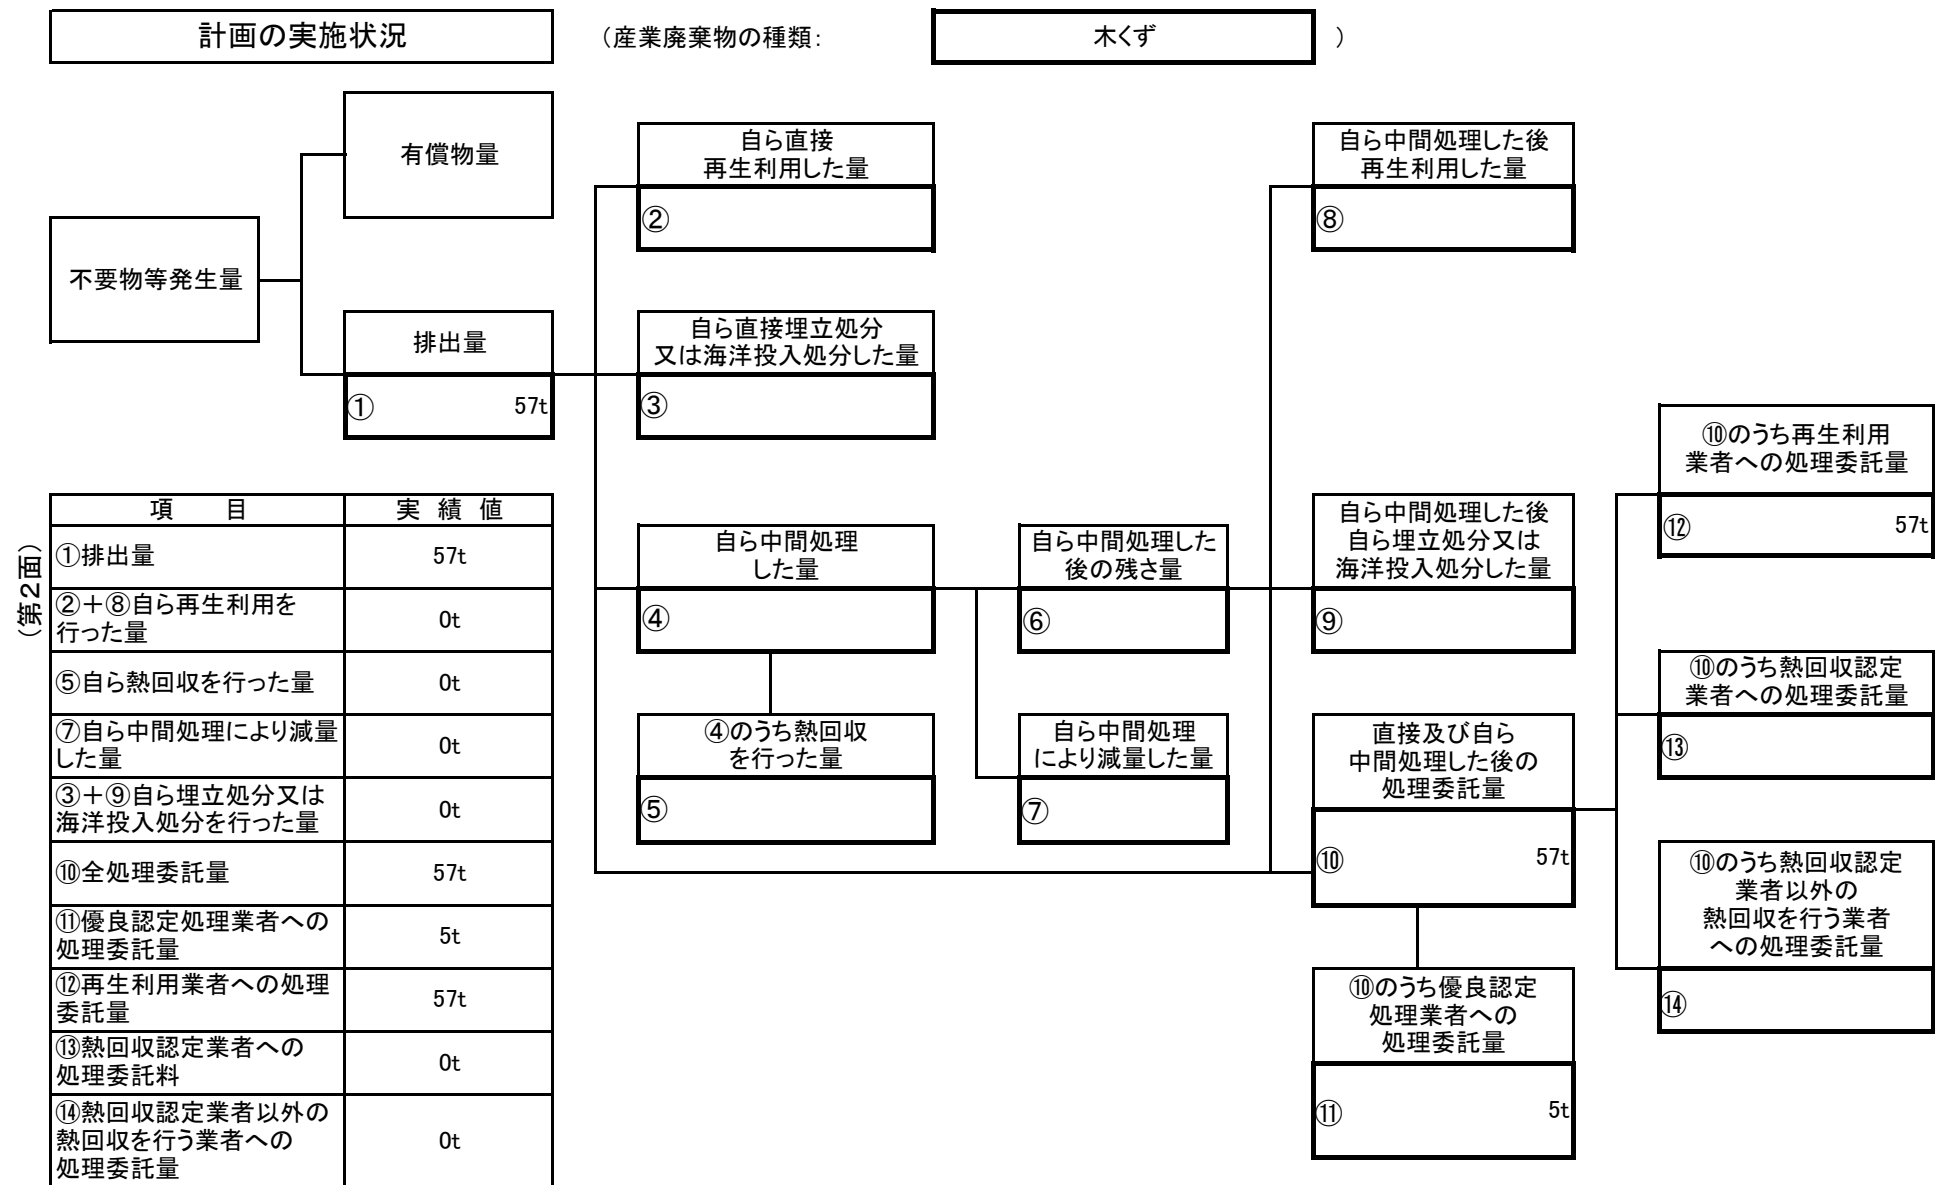 計画の実施状況
（産業廃棄物の種類：
木くず
）
有償物量
不要物等発生量
排出量
① 57t
自ら直接
再生利用した量
②
自ら直接埋立処分
又は海洋投入処分した量
③
自ら中間処理
した量
④
④のうち熱回収
を行った量
⑤
自ら中間処理した
後の残さ量
⑥
自ら中間処理
により減量した量
⑦
自ら中間処理した後
再生利用した量
⑧
自ら中間処理した後
自ら埋立処分又は
海洋投入処分した量
⑨
直接及び自ら
中間処理した後の
処理委託量
⑩ 57t
⑩のうち優良認定
処理業者への
処理委託量
⑪ 5t
⑩のうち再生利用
業者への処理委託量
⑫ 57t
⑩のうち熱回収認定
業者への処理委託量
⑬
⑩のうち熱回収認定
業者以外の
熱回収を行う業者
への処理委託量
⑭
（第2面）
項　目 実 績 値
①排出量 57t
②＋⑧自ら再生利用を
行った量 0t
⑤自ら熱回収を行った量 0t
⑦自ら中間処理により減量
した量 0t
③＋⑨自ら埋立処分又は
海洋投入処分を行った量 0t
⑩全処理委託量 57t
⑪優良認定処理業者への
処理委託量 5t
⑫再生利用業者への処理
委託量 57t
⑬熱回収認定業者への
処理委託料 0t
⑭熱回収認定業者以外の
熱回収を行う業者への
処理委託量 0t